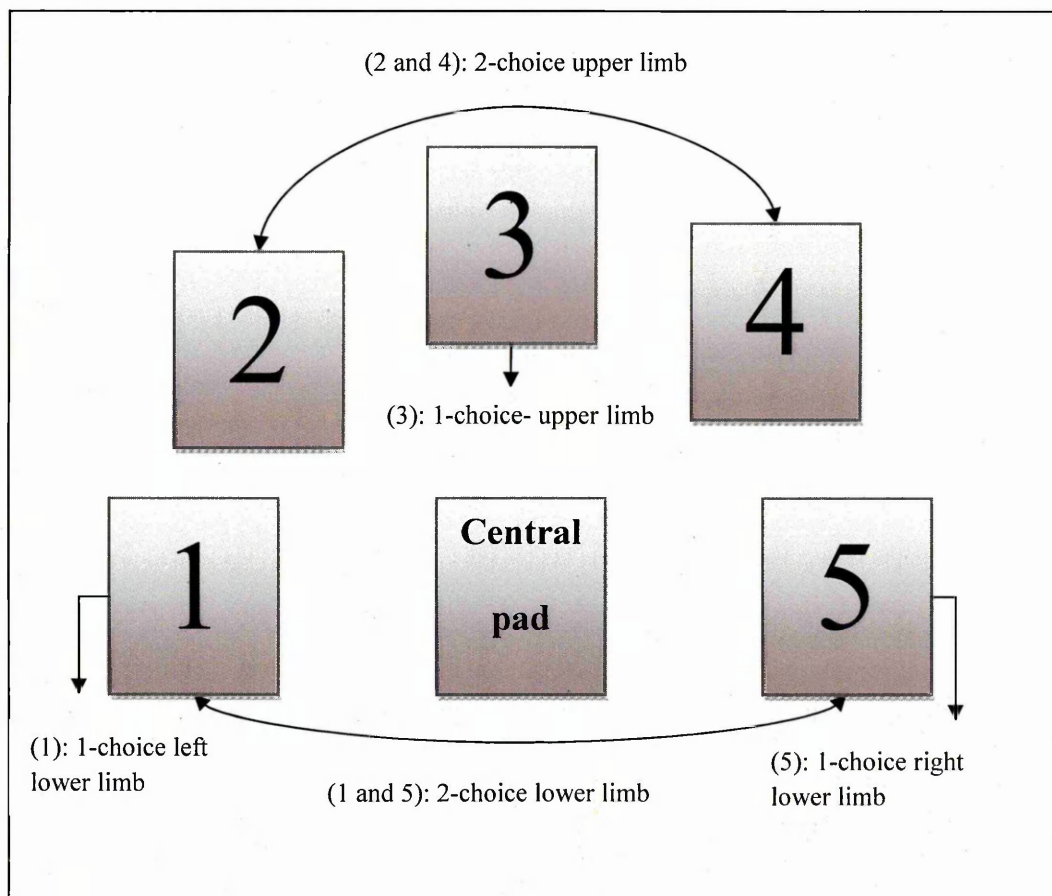 (2 and 4): 2-choice upper limb
3
2
4
(3): 1-choice- upper limb
Central
pad
1
5
(1): 1-choice left
lower limb
(1 and 5): 2-choice lower limb
(5): 1-choice right
lower limb